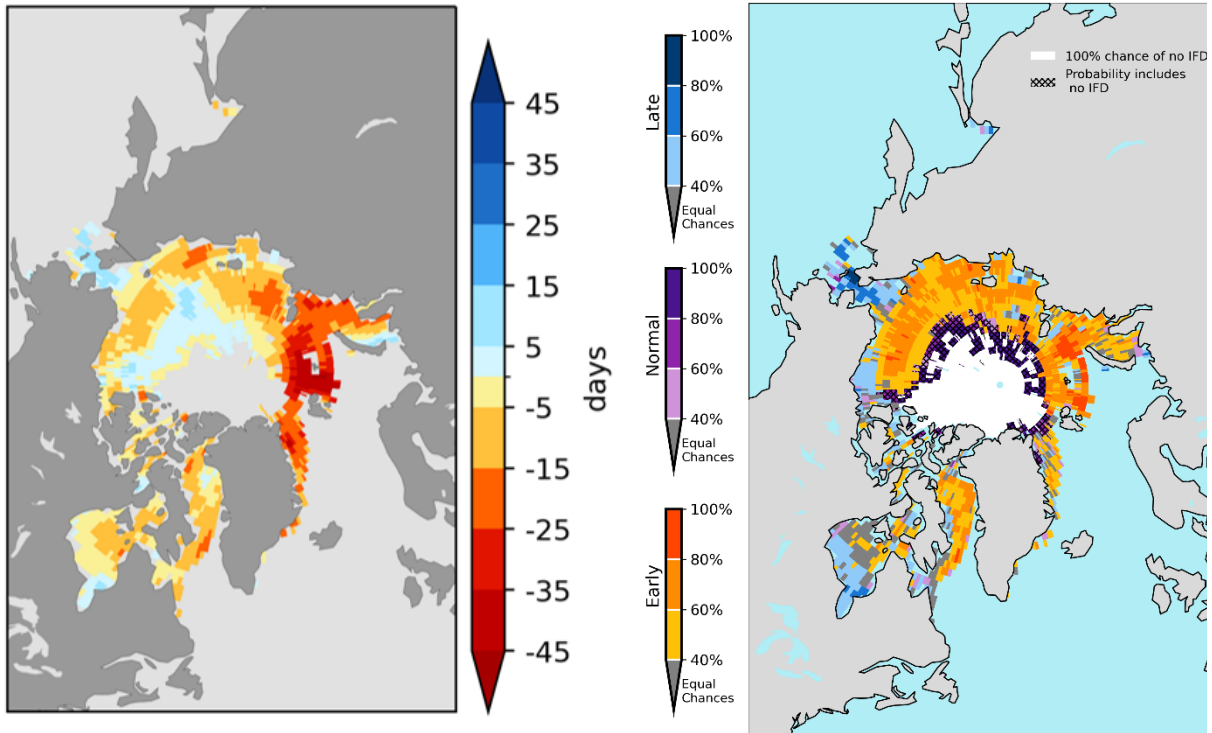 45
35
25
15
5
-5
-15
-25
-35
-45
days
100%
80%
60%
40%
Equal
Chances
Late
100%
80%
60%
40%
Equal
Chances
Normal
100%
80%
60%
40%
Equal
Chances
Early
100% chance of no IFD
Probability includes
no IFD